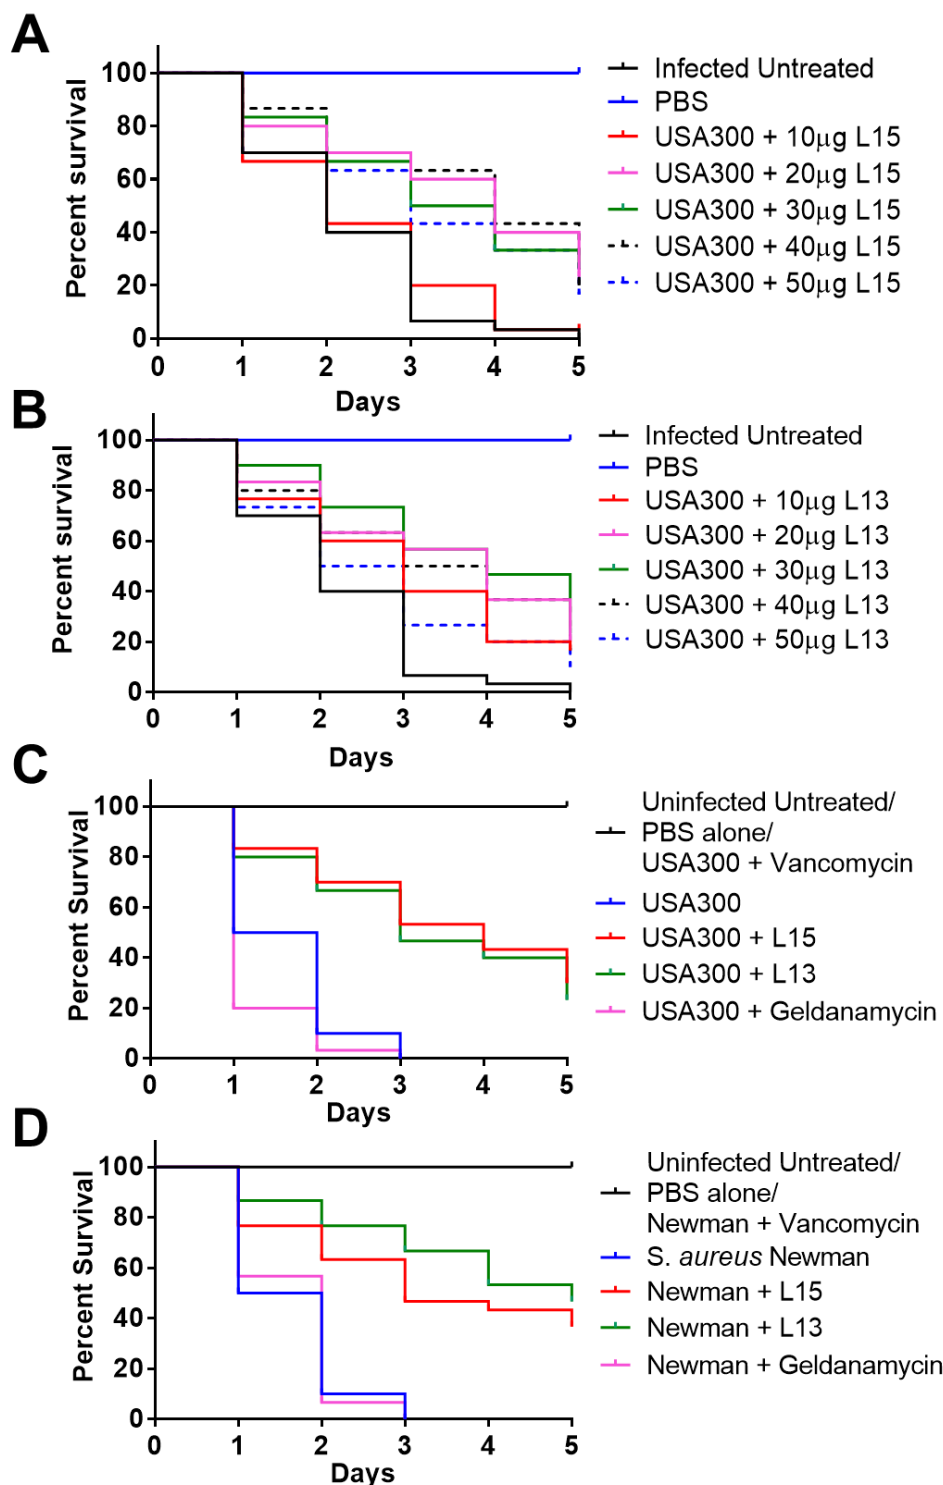 A
Percent survival
100
80
60
40
20
0
0 1 2 3 4 5
Days
Infected Untreated
PBS
USA300 + 10µg L15
USA300 + 20µg L15
USA300 + 30µg L15
USA300 + 40µg L15
USA300 + 50µg L15
B
Percent survival
100
80
60
40
20
0
0 1 2 3 4 5
Days
Infected Untreated
PBS
USA300 + 10µg L13
USA300 + 20µg L13
USA300 + 30µg L13
USA300 + 40µg L13
USA300 + 50µg L13
C
Percent Survival
100
80
60
40
20
0
0 1 2 3 4 5
Days
Uninfected Untreated/
PBS alone/
USA300 + Vancomycin
USA300
USA300 + L15
USA300 + L13
USA300 + Geldanamycin
D
Percent Survival
100
80
60
40
20
0
0 1 2 3 4 5
Days
Uninfected Untreated/
PBS alone/
Newman + Vancomycin
S. aureus Newman
Newman + L15
Newman + L13
Newman + Geldanamycin